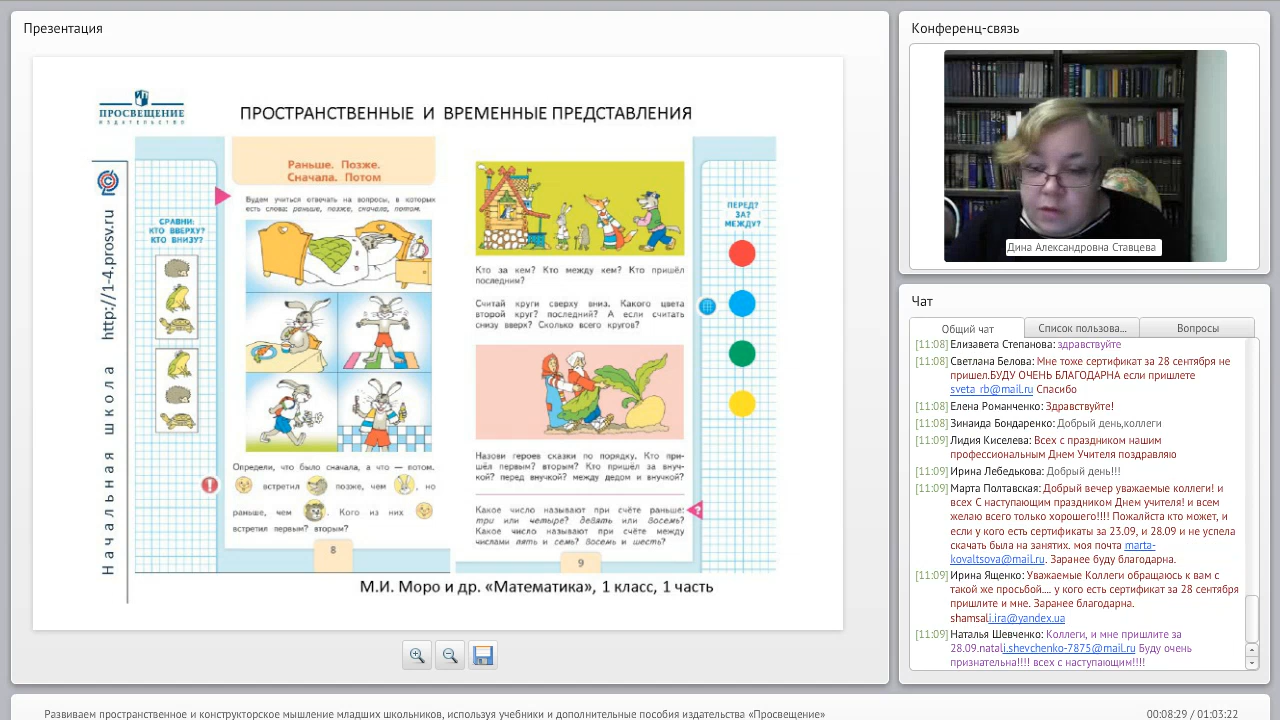 Презентация
ПРОСВЕЩЕНИЕ
ИЗДАТЕЛЬСТВО
ПРОСТРАНСТВЕННЫЕ И ВРЕМЕННЫЕ ПРЕДСТАВЛЕНИЯ
Начальная школа http://1-4.prosv.ru
СРАВНИ:
КТО ВВЕРХУ?
КТО ВНИЗУ?
Раньше. Позже.
Сначала. Потом
Будем учиться отвечать на вопросы, в которых
есть слова: раньше, позже, сначала, потом.
Определи, что было сначала, а что — потом.
встретил позже, чем , но
раньше, чем . Кого из них
встретил первым? вторым?
8
Кто за кем? Кто между кем? Кто пришёл
последним?
Считай круги сверху вниз. Какого цвета
второй круг? последний? А если считать
снизу вверх? Сколько всего кругов?
Назови героев сказки по порядку. Кто при-
шёл первым? вторым? Кто пришёл за внуч-
кой? перед внучкой? между дедом и внучкой?
Какое число называют при счёте раньше:
три или четыре? девять или восемь?
Какое число называют при счёте между
числами пять и семь? восемь и шесть?
9
ПЕРЕД?
ЗА?
МЕЖДУ?
М.И. Моро и др. «Математика», 1 класс, 1 часть
Конференц-связь
Дина Александровна Ставцева
Чат
Общий чат
Список пользова...
Вопросы
[11:08] Елизавета Степанова: здравствуйте
[11:08] Светлана Белова: Мне тоже сертификат за 28 сентября не
пришел.БУДУ ОЧЕНЬ БЛАГОДАРНА если пришлете
sveta_rb@mail.ru Спасибо
[11:08] Елена Романченко: Здравствуйте!
[11:08] Зинаида Бондаренко: Добрый день,коллеги
[11:09] Лидия Киселева: Всех с праздником нашим
профессиональным Днем Учителя поздравляю
[11:09] Ирина Лебедькова: Добрый день!!!
[11:09] Марта Полтавская: Добрый вечер уважаемые коллеги! и
всех С наступающим праздником Днем учителя! и всем
желаю всего только хорошего!!!! Пожалйста кто может, и
если у кого есть сертификаты за 23.09, и 28.09 и не успела
скачать была на занятих. моя почта marta-
kovaltsova@mail.ru. Заранее буду благодарна.
[11:09] Ирина Ященко: Уважаемые Коллеги обращаюсь к вам с
такой же просьбой.... у кого есть сертификат за 28 сентября
пришлите и мне. Заранее благодарна.
shamsali.ira@yandex.ua
[11:09] Наталья Шевченко: Коллеги, и мне пришлите за
28.09.natali.shevchenko-7875@mail.ru Буду очень
признательна!!!! всех с наступающим!!!!
Развиваем пространственное и конструкторское мышление младших школьников, используя учебники и дополнительные пособия издательства «Просвещение»
00:08:29 / 01:03:22